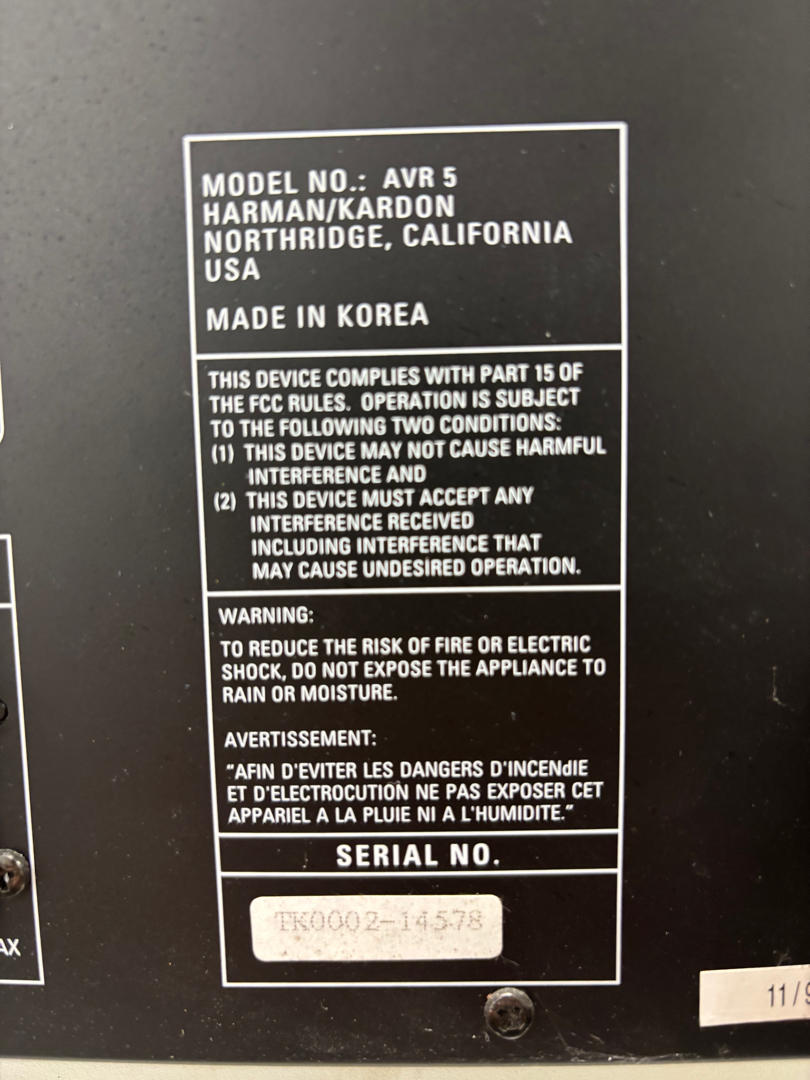 MODEL NO.: AVR 5
HARMAN/KARDON
NORTHRIDGE, CALIFORNIA
USA
MADE IN KOREA
THIS DEVICE COMPLIES WITH PART 15 OF
THE FCC RULES. OPERATION IS SUBJECT
TO THE FOLLOWING TWO CONDITIONS:
(1) THIS DEVICE MAY NOT CAUSE HARMFUL
INTERFERENCE AND
(2) THIS DEVICE MUST ACCEPT ANY
INTERFERENCE RECEIVED
INCLUDING INTERFERENCE THAT
MAY CAUSE UNDESIRED OPERATION.
WARNING:
TO REDUCE THE RISK OF FIRE OR ELECTRIC
SHOCK, DO NOT EXPOSE THE APPLIANCE TO
RAIN OR MOISTURE.
AVERTISSEMENT:
"AFIN D'EVITER LES DANGERS D'INCENdIE
ET D'ELECTROCUTION NE PAS EXPOSER CET
APPARIEL A LA PLUIE NI A L'HUMIDITE."
SERIAL NO.
TK0002-14578
AX
11/9